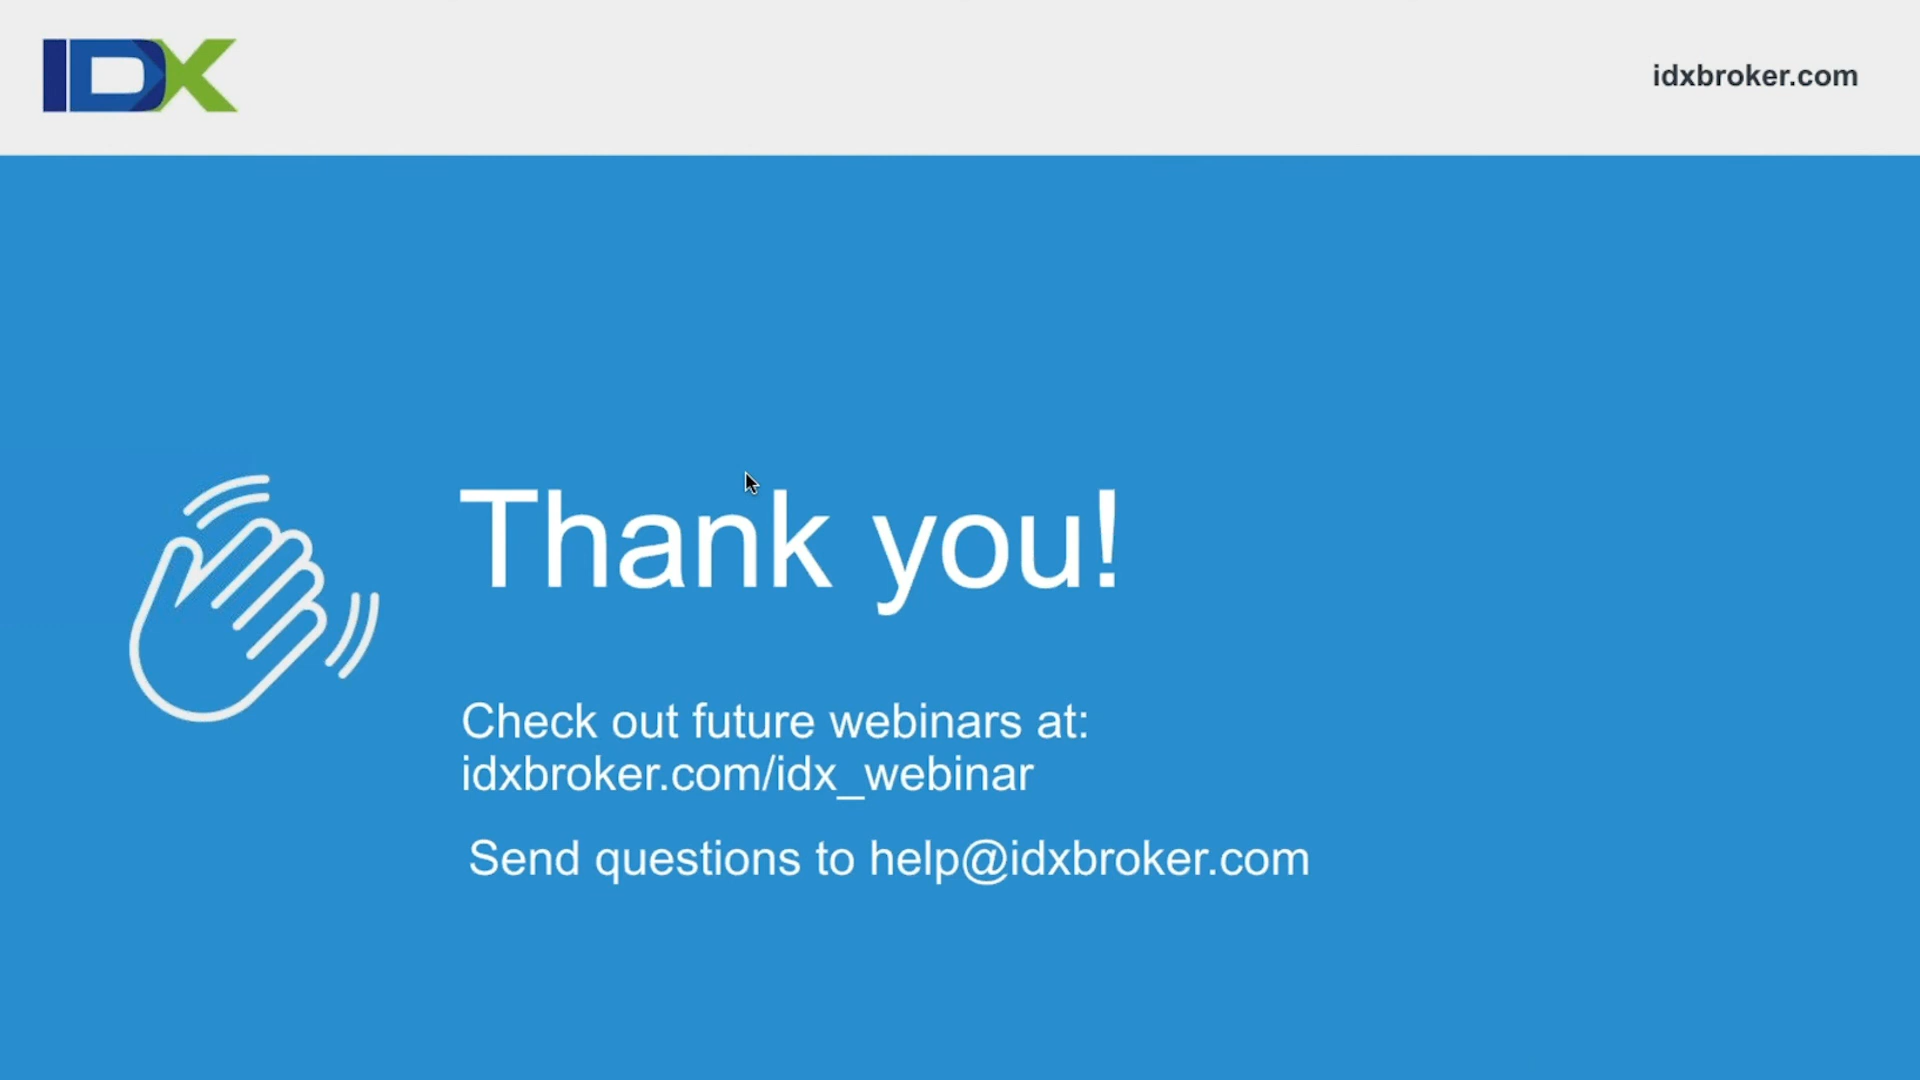 IDX
idxbroker.com
Thank you!
Check out future webinars at:
idxbroker.com/idx_webinar
Send questions to help@idxbroker.com